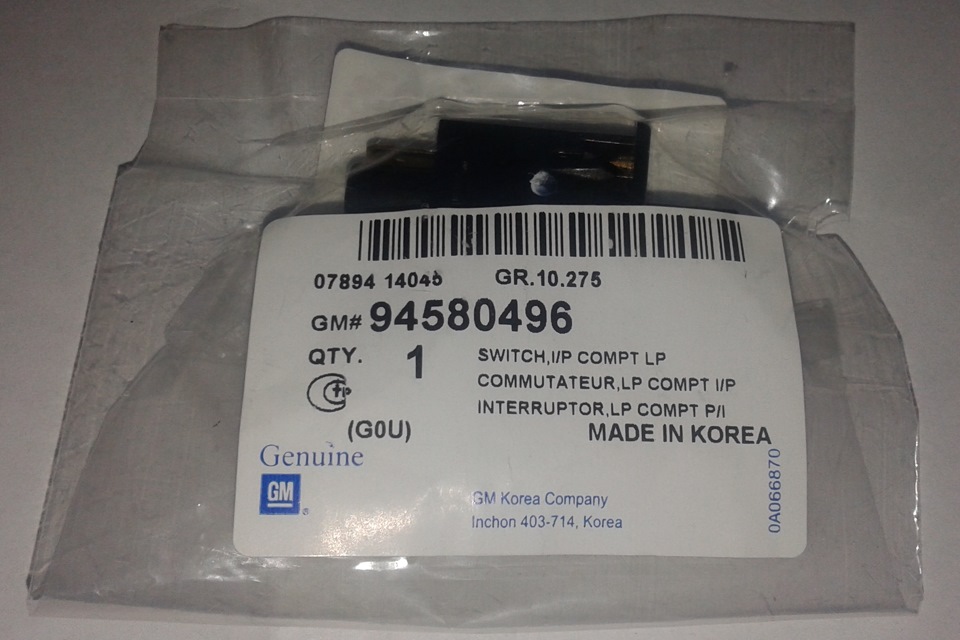 07894 14045 GR.10.275
GM# 94580496
QTY. 1
SWITCH,I/P COMPT LP
COMMUTATEUR,LP COMPT I/P
INTERRUPTOR,LP COMPT P/I
(G0U)
MADE IN KOREA
Genuine
GM
GM Korea Company
Inchon 403-714, Korea
0A066870